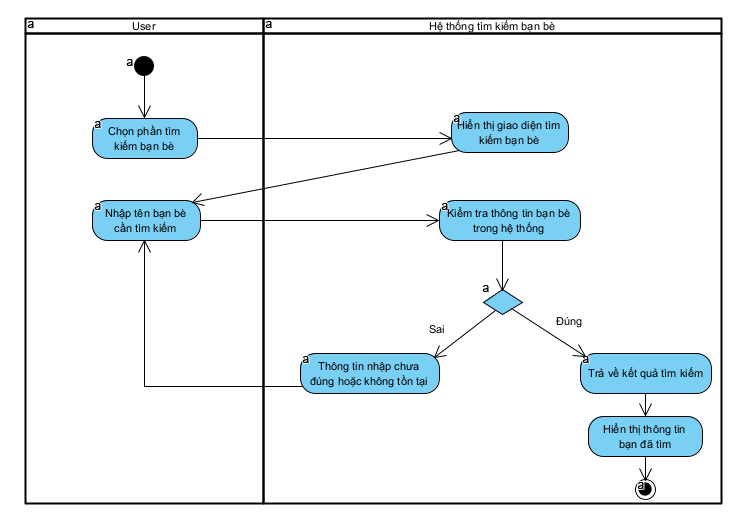 a User
a Hệ thống tìm kiếm bạn bè
a
a Chọn phần tìm
kiếm bạn bè
a Hiển thị giao diện tìm
kiếm bạn bè
a Nhập tên bạn bè
cần tìm kiếm
a Kiểm tra thông tin bạn bè
trong hệ thống
a
Sai
Đúng
a Thông tin nhập chưa
đúng hoặc không tồn tại
a Trả về kết quả tìm kiếm
Hiển thị thông tin
bạn đã tìm
a